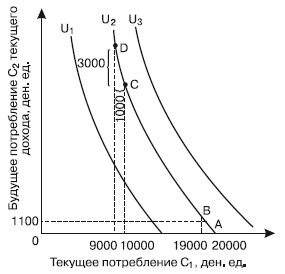 U₁
U₂
U₃
D
3000
C
1000
B
A
1100
0
9000 10000 19000 20000
Будущее потребление C₂ текущего
дохода, ден. ед.
Текущее потребление C₁, ден. ед.